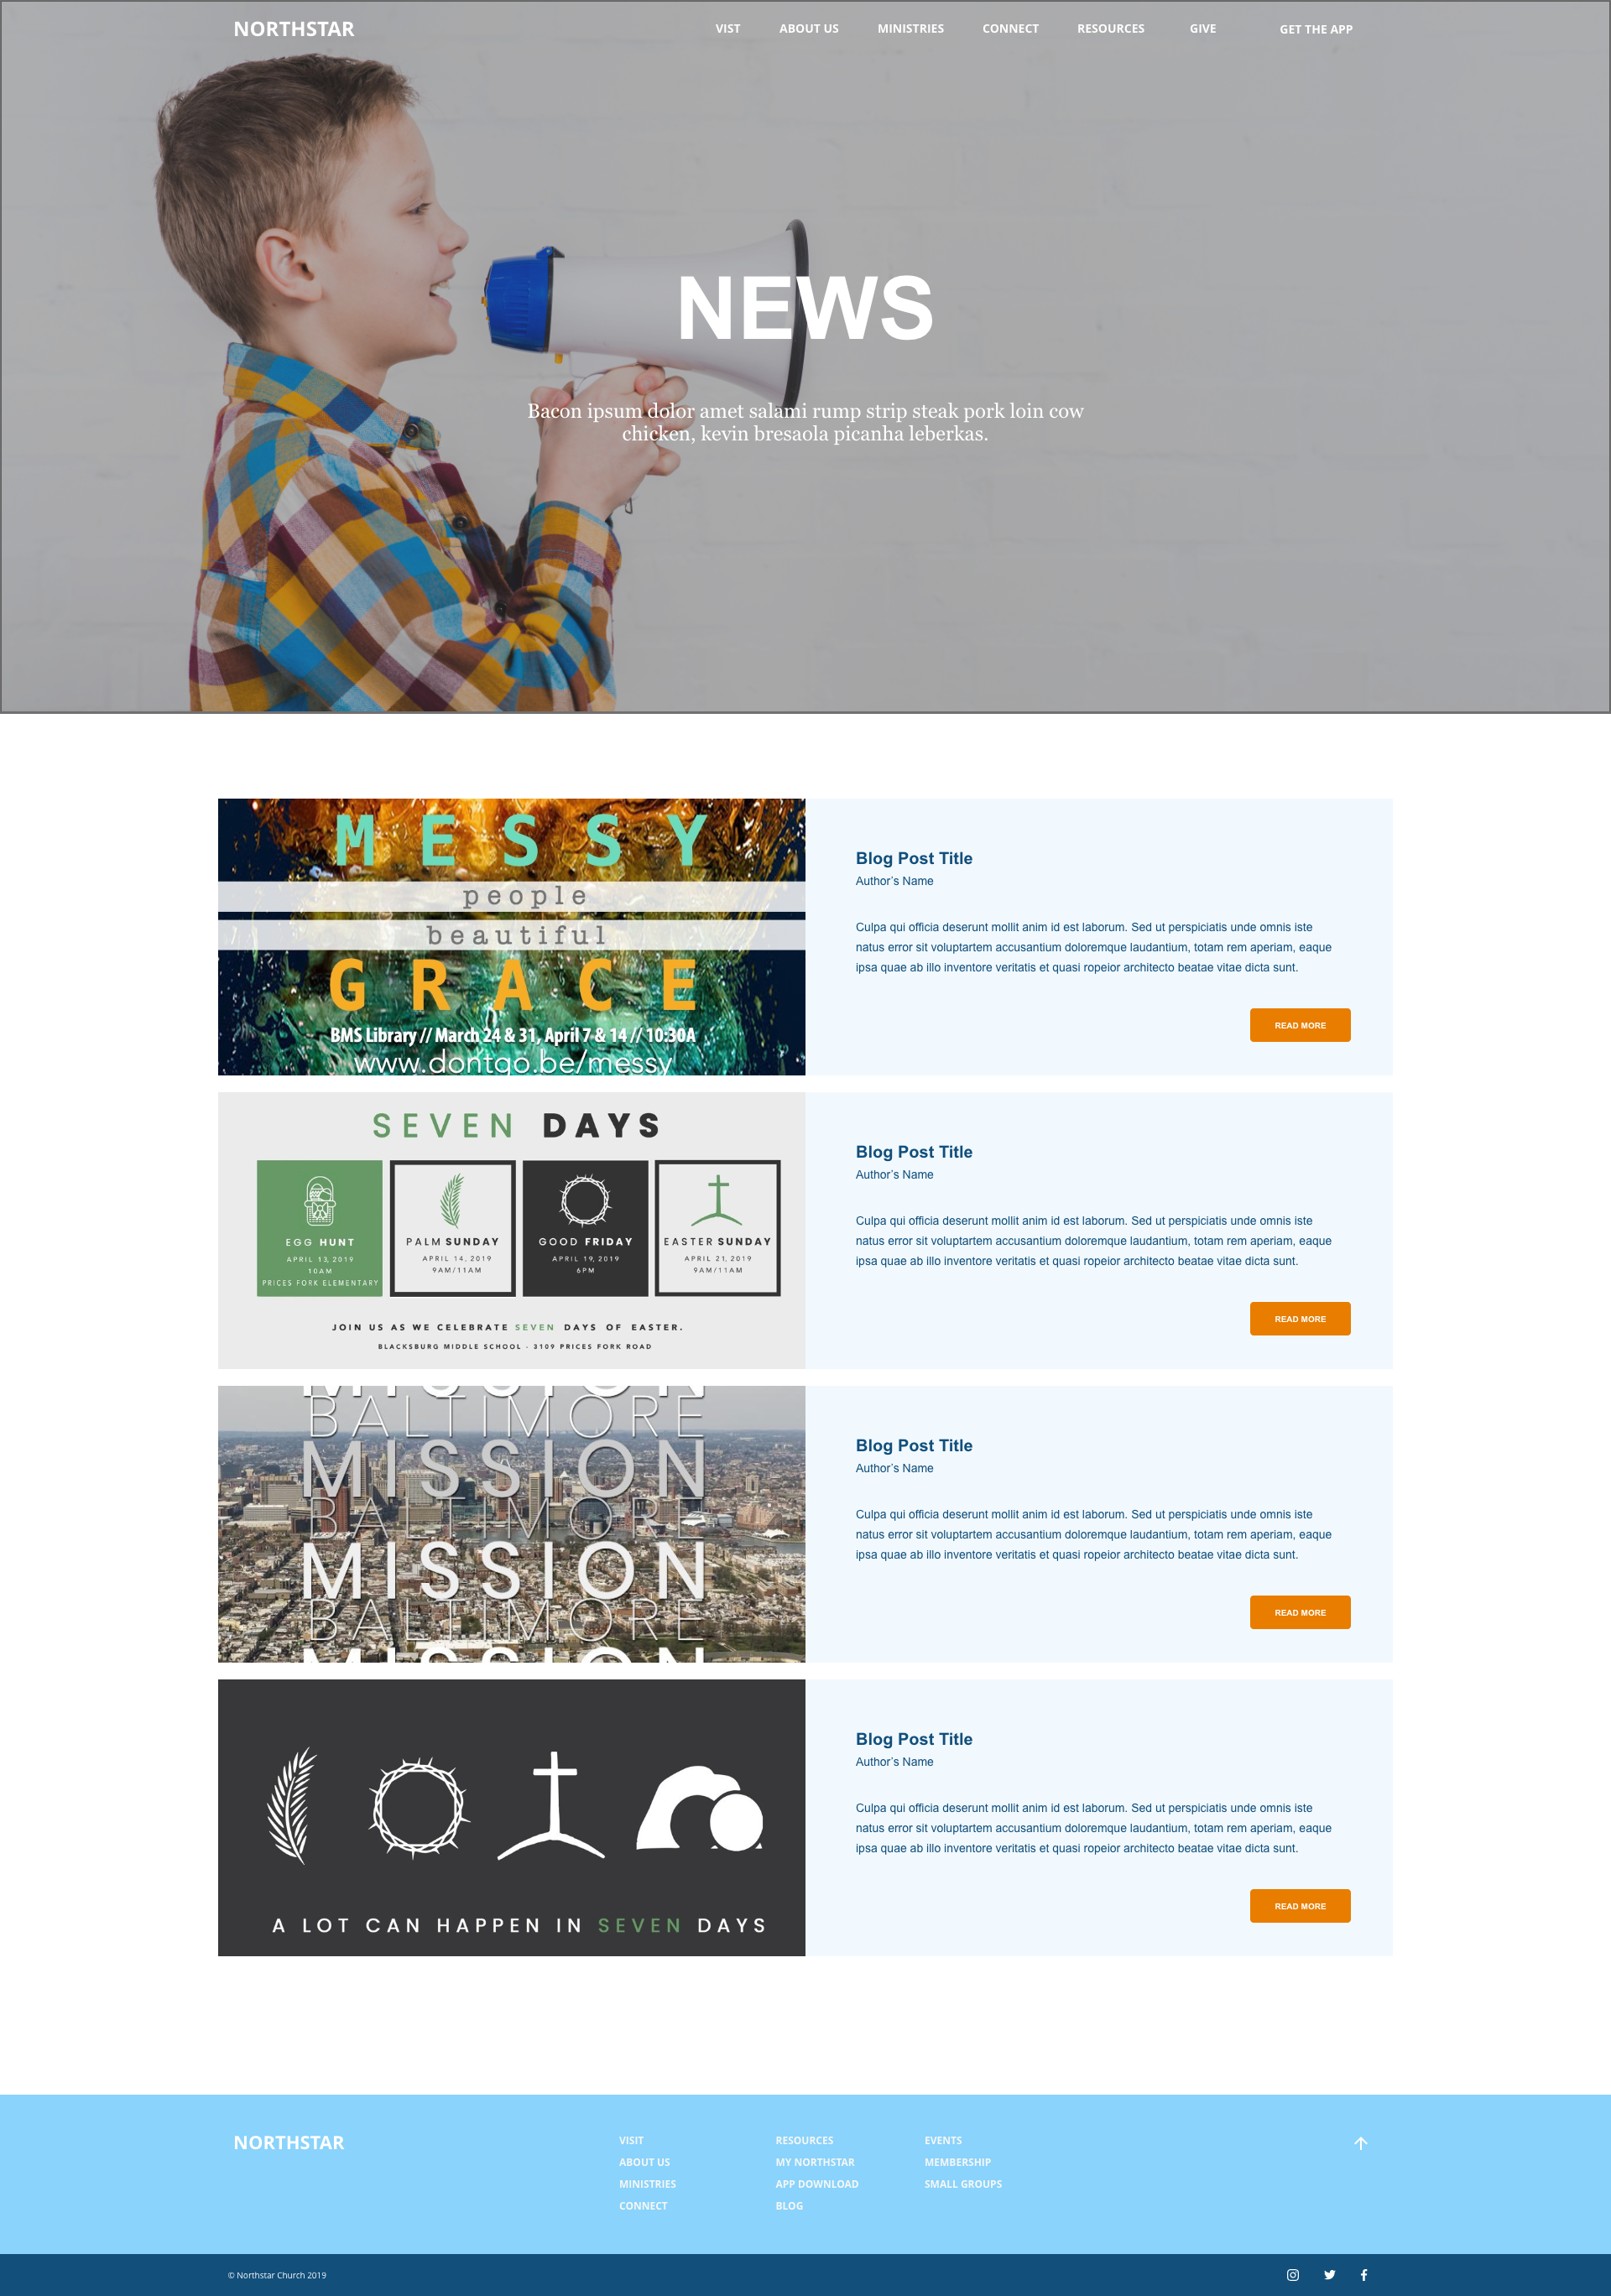 NORTHSTAR
VIST
ABOUT US
MINISTRIES
CONNECT
RESOURCES
GIVE
GET THE APP
NEWS
Bacon ipsum dolor amet salami rump strip steak pork loin cow
chicken, kevin bresaola picanha leberkas.
MESSY
people
beautiful
GRACE
BMS Library // March 24 & 31, April 7 & 14 // 10:30A
www.dontgo.be/messy
Blog Post Title
Author's Name
Culpa qui officia deserunt mollit anim id est laborum. Sed ut perspiciatis unde omnis iste
natus error sit voluptartem accusantium doloremque laudantium, totam rem aperiam, eaque
ipsa quae ab illo inventore veritatis et quasi ropeior architecto beatae vitae dicta sunt.
READ MORE
SEVEN DAYS
EGG HUNT
APRIL 13, 2019
10AM
PRICES FORK ELEMENTARY
PALM SUNDAY
APRIL 14, 2019
9AM/11AM
GOOD FRIDAY
APRIL 19, 2019
6PM
EASTER SUNDAY
APRIL 21, 2019
9AM/11AM
JOIN US AS WE CELEBRATE SEVEN DAYS OF EASTER.
BLACKSBURG MIDDLE SCHOOL - 3109 PRICES FORK ROAD
Blog Post Title
Author's Name
Culpa qui officia deserunt mollit anim id est laborum. Sed ut perspiciatis unde omnis iste
natus error sit voluptartem accusantium doloremque laudantium, totam rem aperiam, eaque
ipsa quae ab illo inventore veritatis et quasi ropeior architecto beatae vitae dicta sunt.
READ MORE
MISSION
BALTIMORE
MISSION
BALTIMORE
MISSION
BALTIMORE
MISSION
Blog Post Title
Author's Name
Culpa qui officia deserunt mollit anim id est laborum. Sed ut perspiciatis unde omnis iste
natus error sit voluptartem accusantium doloremque laudantium, totam rem aperiam, eaque
ipsa quae ab illo inventore veritatis et quasi ropeior architecto beatae vitae dicta sunt.
READ MORE
A LOT CAN HAPPEN IN SEVEN DAYS
Blog Post Title
Author's Name
Culpa qui officia deserunt mollit anim id est laborum. Sed ut perspiciatis unde omnis iste
natus error sit voluptartem accusantium doloremque laudantium, totam rem aperiam, eaque
ipsa quae ab illo inventore veritatis et quasi ropeior architecto beatae vitae dicta sunt.
READ MORE
NORTHSTAR
VISIT
ABOUT US
MINISTRIES
CONNECT
RESOURCES
MY NORTHSTAR
APP DOWNLOAD
BLOG
EVENTS
MEMBERSHIP
SMALL GROUPS
© Northstar Church 2019